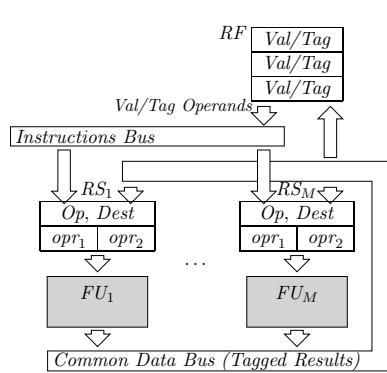 RF
Val/Tag
Val/Tag
Val/Tag
Val/Tag Operands
Instructions Bus
RS1 RSM
Op, Dest Op, Dest
opr1 opr2 opr1 opr2
...
FU1 FUM
Common Data Bus (Tagged Results)